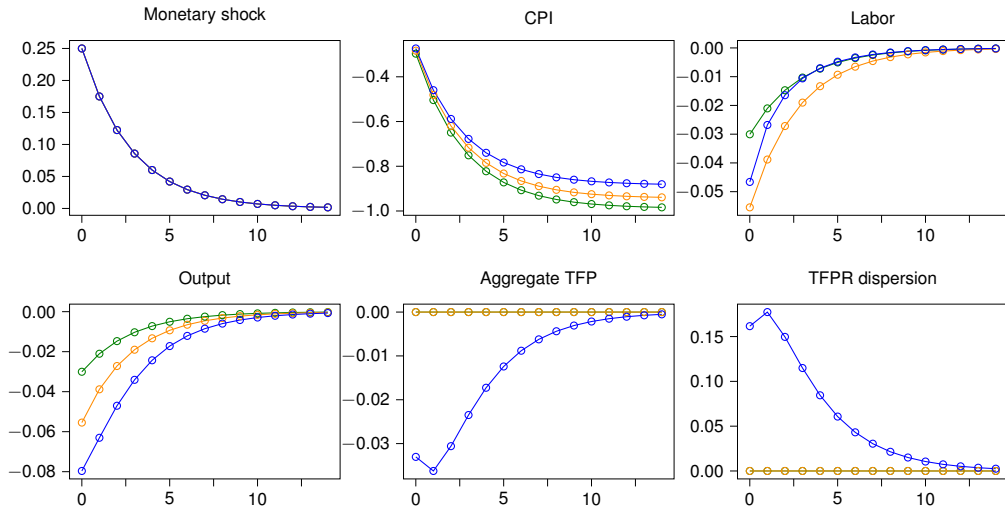 Monetary shock
0.25
0.20
0.15
0.10
0.05
0.00
0 5 10
CPI
−0.4
−0.6
−0.8
−1.0
0 5 10
Labor
0.00
−0.01
−0.02
−0.03
−0.04
−0.05
0 5 10
Output
0.00
−0.02
−0.04
−0.06
−0.08
0 5 10
Aggregate TFP
0.00
−0.01
−0.02
−0.03
0 5 10
TFPR dispersion
0.15
0.10
0.05
0.00
0 5 10